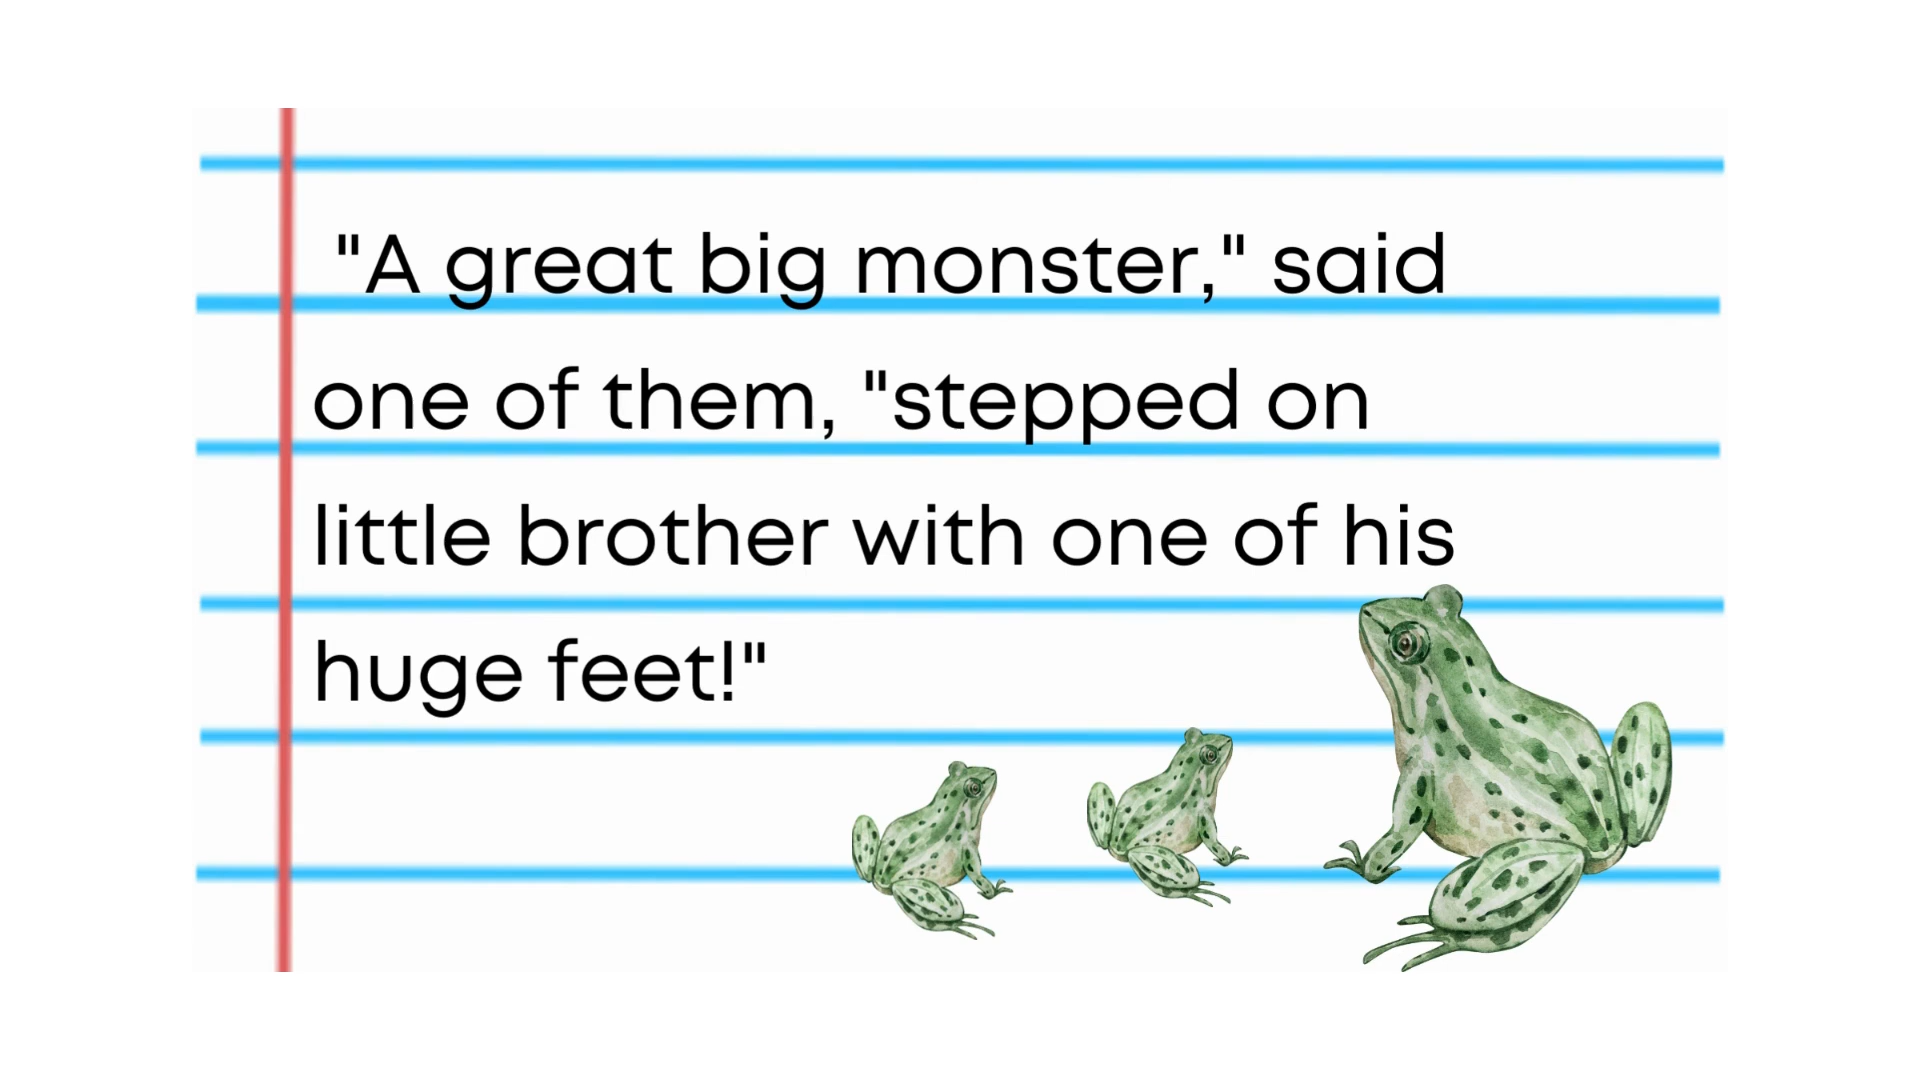 "A great big monster," said
one of them, "stepped on
little brother with one of his
huge feet!"